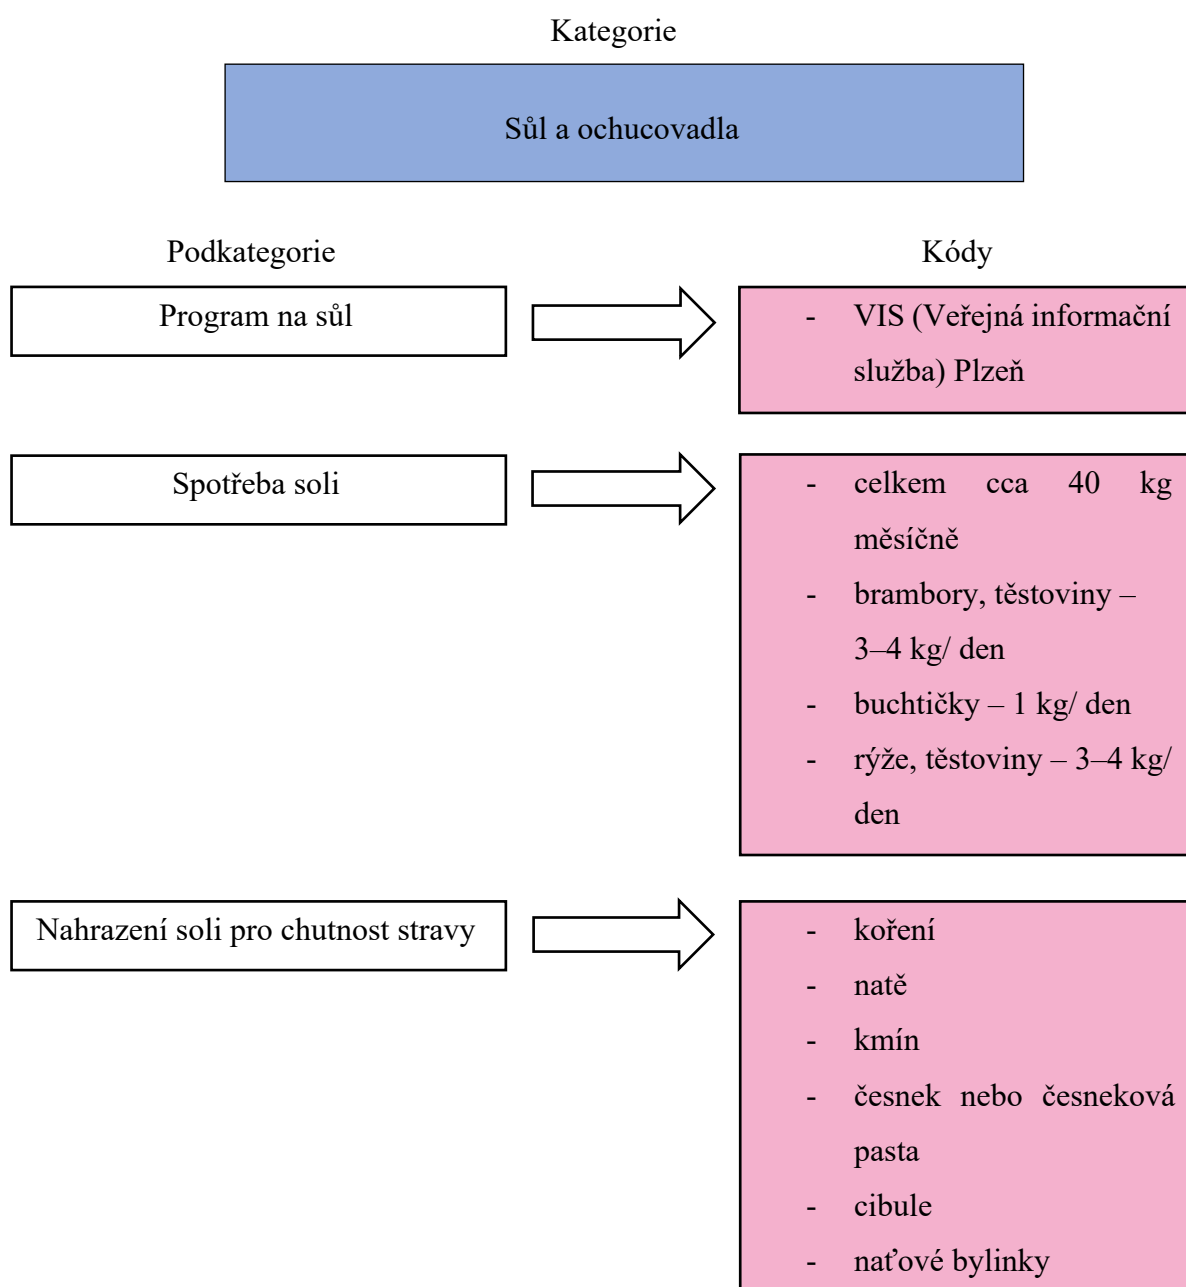 Kategorie
Sůl a ochucovadla
Podkategorie
Kódy
Program na sůl
- VIS (Veřejná informační
služba) Plzeň
Spotřeba soli
- celkem cca 40 kg
měsíčně
- brambory, těstoviny –
3–4 kg/ den
- buchtičky – 1 kg/ den
- rýže, těstoviny – 3–4 kg/
den
Nahrazení soli pro chutnost stravy
- koření
- natě
- kmín
- česnek nebo česneková
pasta
- cibule
- naťové bylinky